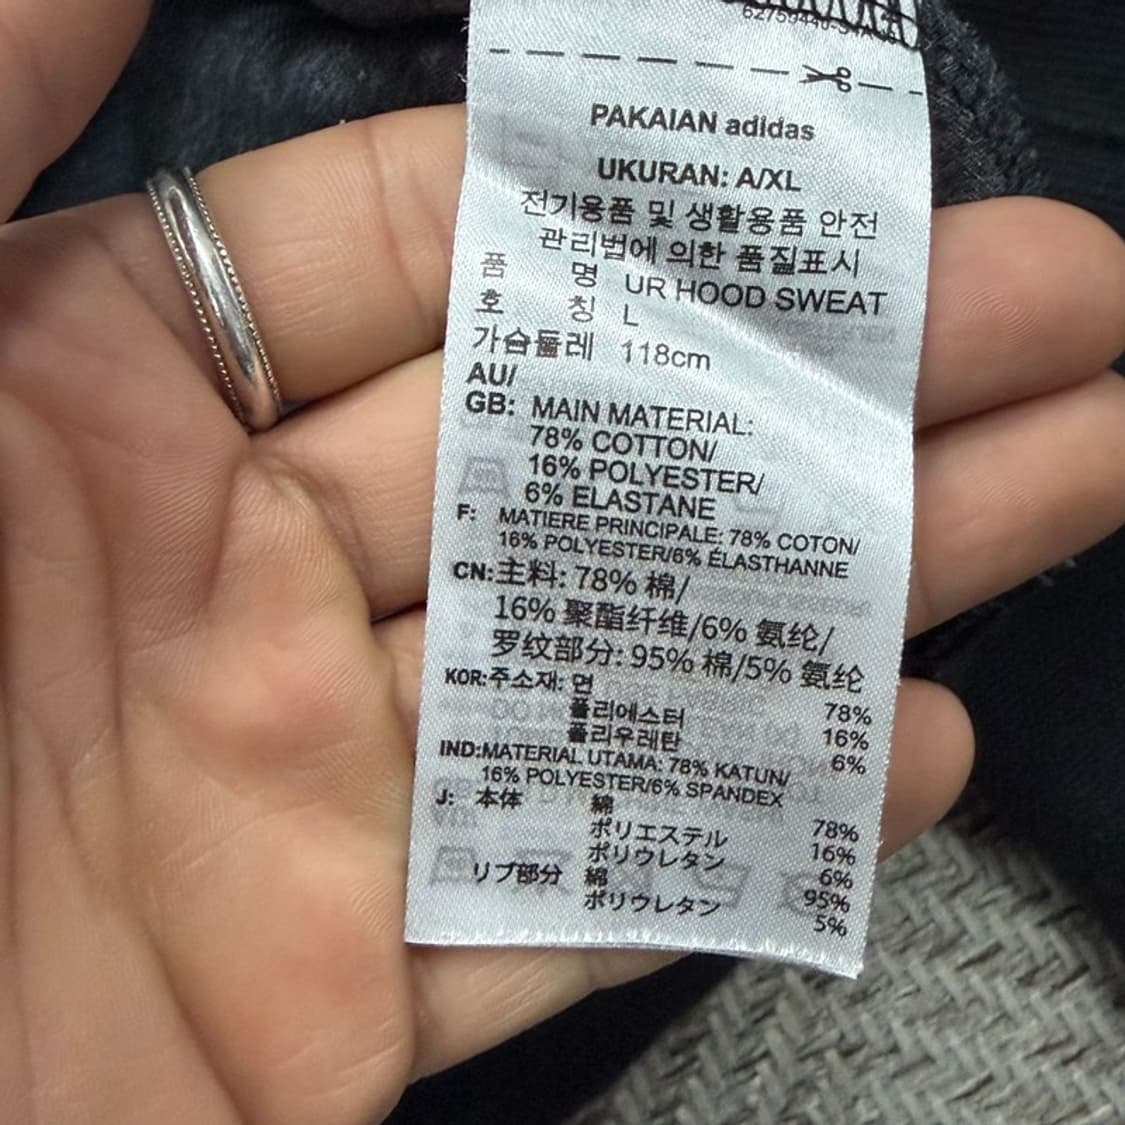 PAKAIAN adidas
UKURAN: A/XL
전기용품 및 생활용품 안전
관리법에 의한 품질표시
품 명 UR HOOD SWEAT
호 칭 L
가슴둘레 118cm
AU/
GB: MAIN MATERIAL:
78% COTTON/
16% POLYESTER/
6% ELASTANE
F: MATIERE PRINCIPALE: 78% COTON/
16% POLYESTER/6% ÉLASTHANNE
CN:主料: 78% 棉/
16% 聚酯纤维/6% 氨纶/
罗纹部分: 95% 棉/5% 氨纶
KOR:주소재: 면 78%
폴리에스터 16%
폴리우레탄 6%
IND:MATERIAL UTAMA: 78% KATUN/
16% POLYESTER/6% SPANDEX
J: 本体 綿 78%
ポリエステル 16%
ポリウレタン 6%
リブ部分 綿 95%
ポリウレタン 5%